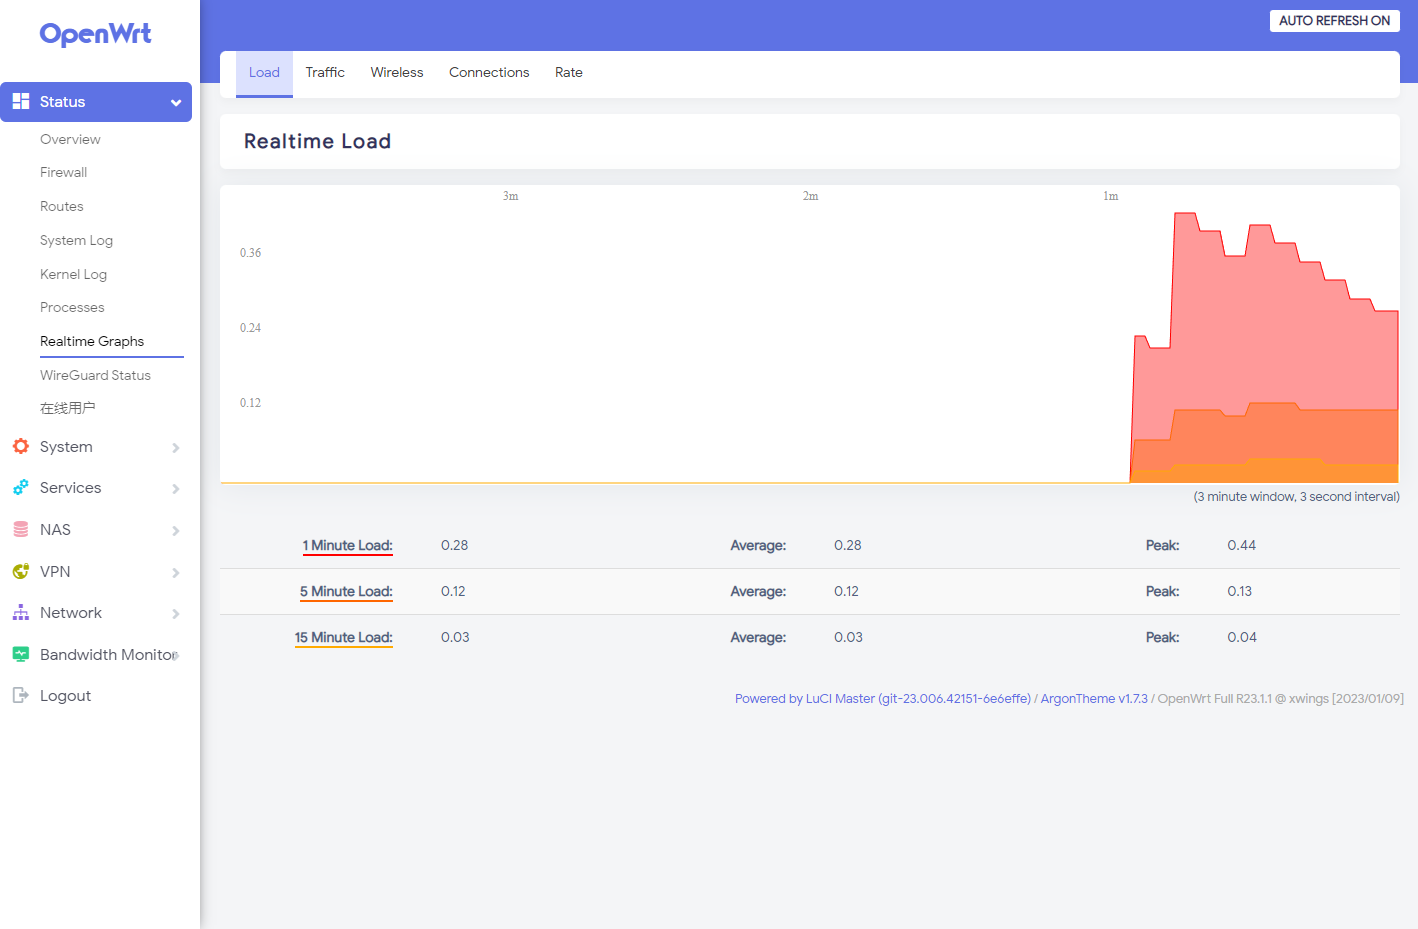 OpenWrt
AUTO REFRESH ON
Status
Overview
Firewall
Routes
System Log
Kernel Log
Processes
Realtime Graphs
WireGuard Status
在线用户
System
Services
NAS
VPN
Network
Bandwidth Monitor
Logout
Load Traffic Wireless Connections Rate
Realtime Load
3m 2m 1m
0.36
0.24
0.12
(3 minute window, 3 second interval)
1 Minute Load: 0.28 Average: 0.28 Peak: 0.44
5 Minute Load: 0.12 Average: 0.12 Peak: 0.13
15 Minute Load: 0.03 Average: 0.03 Peak: 0.04
Powered by LuCI Master (git-23.006.42151-6e6effe) / ArgonTheme v1.7.3 / OpenWrt Full R23.1.1 @ xwings [2023/01/09]